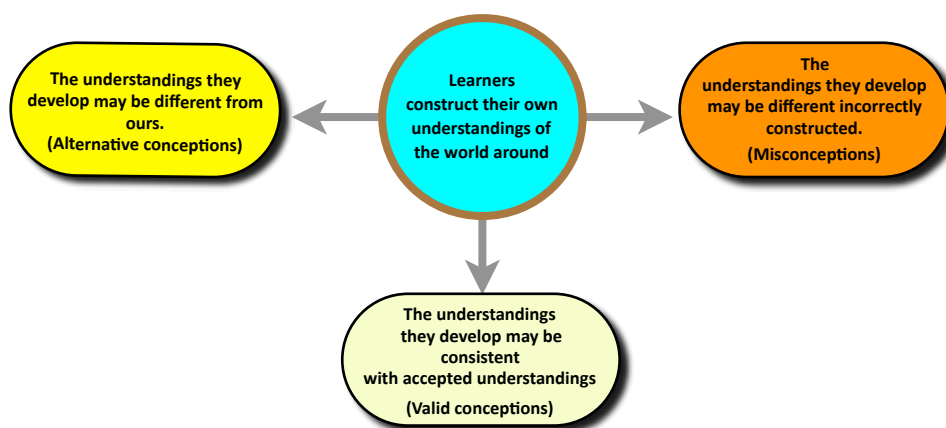 The understandings they
develop may be different from
ours.
(Alternative conceptions)
Learners
construct their own
understandings of
the world around
The
understandings they develop
may be different incorrectly
constructed.
(Misconceptions)
The understandings
they develop may be
consistent
with accepted understandings
(Valid conceptions)